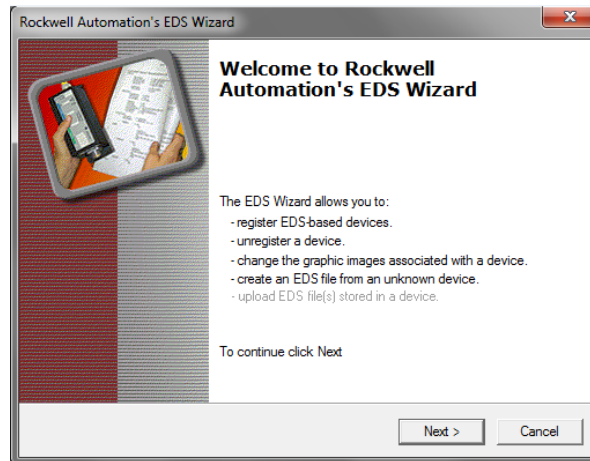 Rockwell Automation's EDS Wizard
Welcome to Rockwell
Automation's EDS Wizard
The EDS Wizard allows you to:
- register EDS-based devices.
- unregister a device.
- change the graphic images associated with a device.
- create an EDS file from an unknown device.
- upload EDS file(s) stored in a device.
To continue click Next
Next >
Cancel